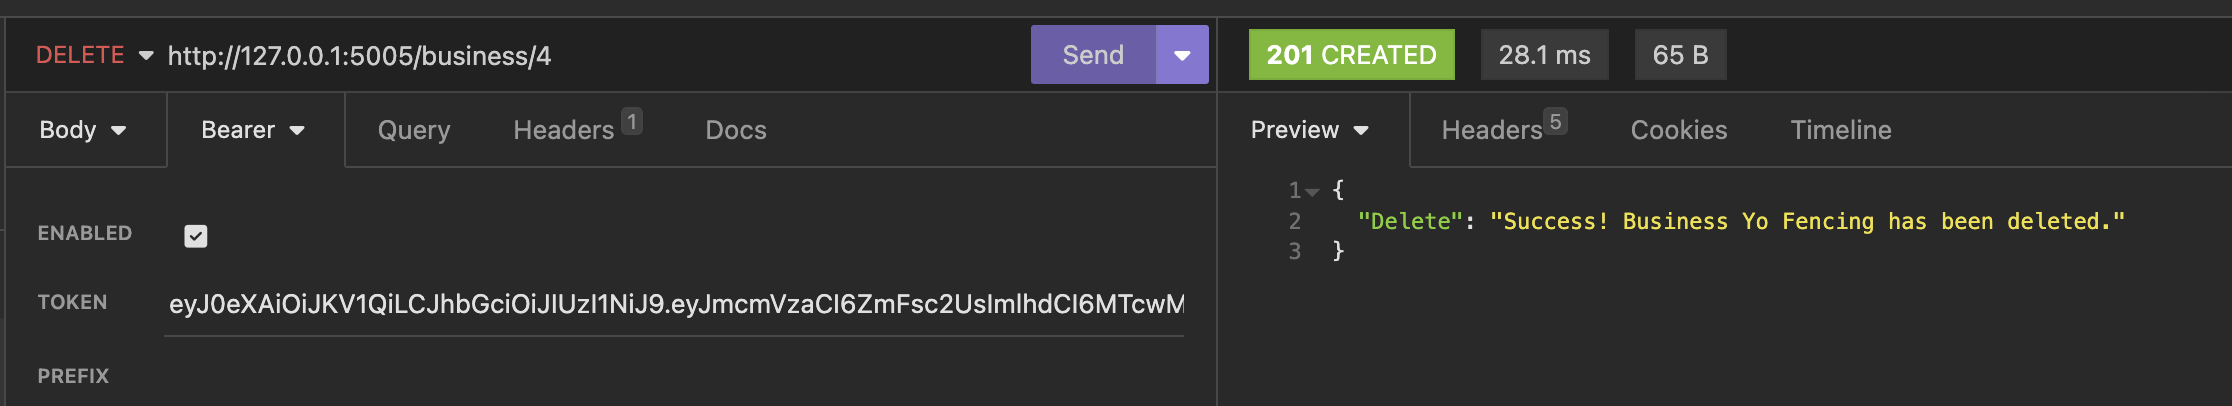 DELETE http://127.0.0.1:5005/business/4 Send 201 CREATED 28.1 ms 65 B
Body Bearer Query Headers 1 Docs Preview Headers 5 Cookies Timeline
ENABLED
TOKEN eyJ0eXAiOiJKV1QiLCJhbGciOiJIUzI1NiJ9.eyJmcmVzaCI6ZmFsc2UsImlhdCI6MTcwM
PREFIX
1 {
2 "Delete": "Success! Business Yo Fencing has been deleted."
3 }